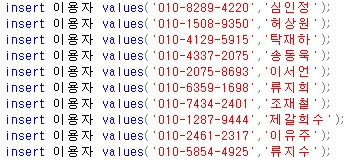 insert 이용자 values('010-8289-4220','심인정');
insert 이용자 values('010-1508-9350','허상원');
insert 이용자 values('010-4129-5915','탁재하');
insert 이용자 values('010-4337-2075','송동욱');
insert 이용자 values('010-2075-8693','이서언');
insert 이용자 values('010-6359-1698','류지희');
insert 이용자 values('010-7434-2401','조재철');
insert 이용자 values('010-1287-9444','제갈희수');
insert 이용자 values('010-2461-2317','이유주');
insert 이용자 values('010-5854-4925','류지수');